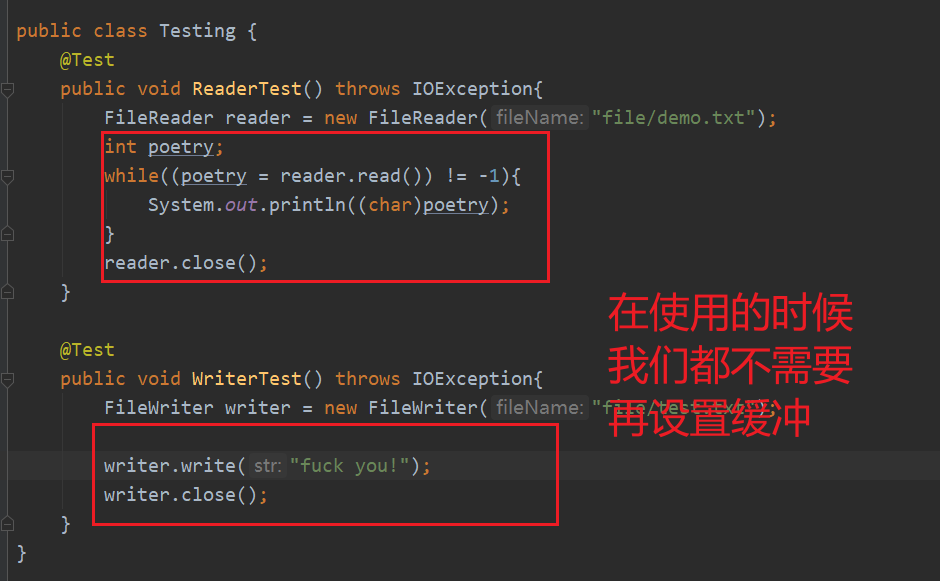 public class Testing {
@Test
public void ReaderTest() throws IOException{
FileReader reader = new FileReader( fileName: "file/demo.txt");
int poetry;
while((poetry = reader.read()) != -1){
System.out.println((char)poetry);
}
reader.close();
}
@Test
public void WriterTest() throws IOException{
FileWriter writer = new FileWriter( fileName: "file/test.txt");
writer.write( str: "fuck you!");
writer.close();
}
}
在使用的时候
我们都不需要
再设置缓冲